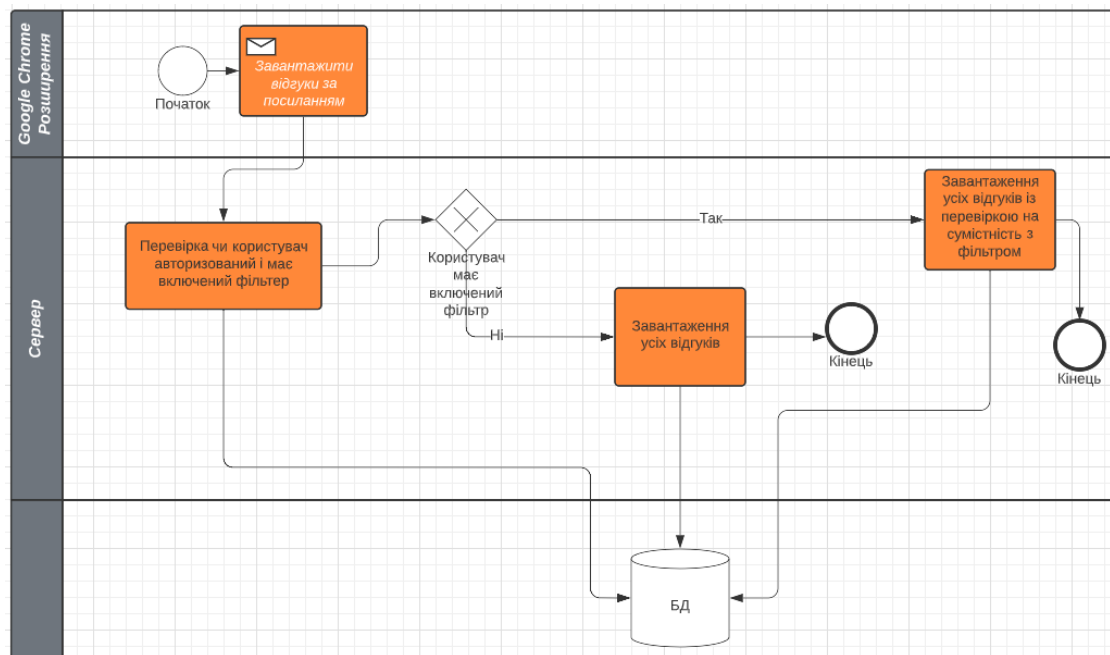 Google Chrome
Розширення
Початок
Завантажити
відгуки за
посиланням
Сервер
Перевірка чи користувач
авторизований і має
включений фільтер
Користувач
має
включений
фільтр
Так
Ні
Завантаження
усіх відгуків із
перевіркою на
сумістність з
фільтром
Завантаження
усіх відгуків
Кінець
Кінець
БД